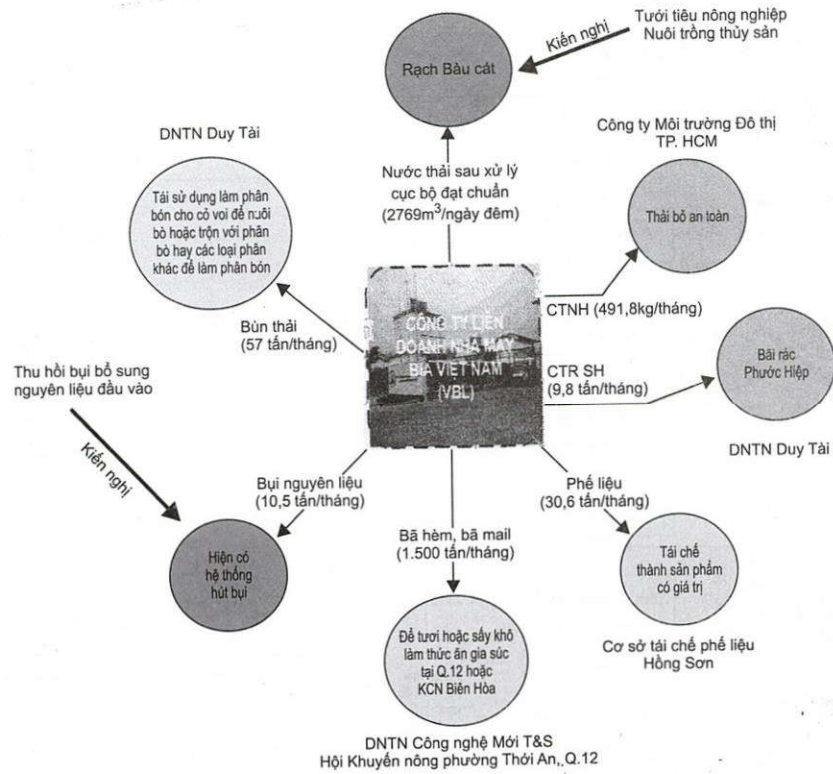 Tưới tiêu nông nghiệp
Nuôi trồng thủy sản
Kiến nghị
Rạch Bàu cát
DNTN Duy Tài
Công ty Môi trường Đô thị
TP. HCM
Nước thải sau xử lý
cục bộ đạt chuẩn
(2769m³/ngày đêm)
Tái sử dụng làm phân
bón cho cỏ voi để nuôi
bò hoặc trộn với phân
bò hay các loại phân
khác để làm phân bón
Thải bỏ an toàn
Bùn thải
(57 tấn/tháng)
CÔNG TY LIÊN
DOANH NHÀ MÁY
BIA VIỆT NAM
(VBL)
CTNH (491,8kg/tháng)
CTR SH
(9,8 tấn/tháng)
Bãi rác
Phước Hiệp
DNTN Duy Tài
Thu hồi bụi bổ sung
nguyên liệu đầu vào
Kiến nghị
Bụi nguyên liệu
(10,5 tấn/tháng)
Phế liệu
(30,6 tấn/tháng)
Bã hèm, bã mail
(1.500 tấn/tháng)
Hiện có
hệ thống
hút bụi
Tái chế
thành sản phẩm
có giá trị
Để tươi hoặc sấy khô
làm thức ăn gia súc
tại Q.12 hoặc
KCN Biên Hòa
Cơ sở tái chế phế liệu
Hồng Sơn
DNTN Công nghệ Mới T&S
Hội Khuyến nông phường Thới An, Q.12